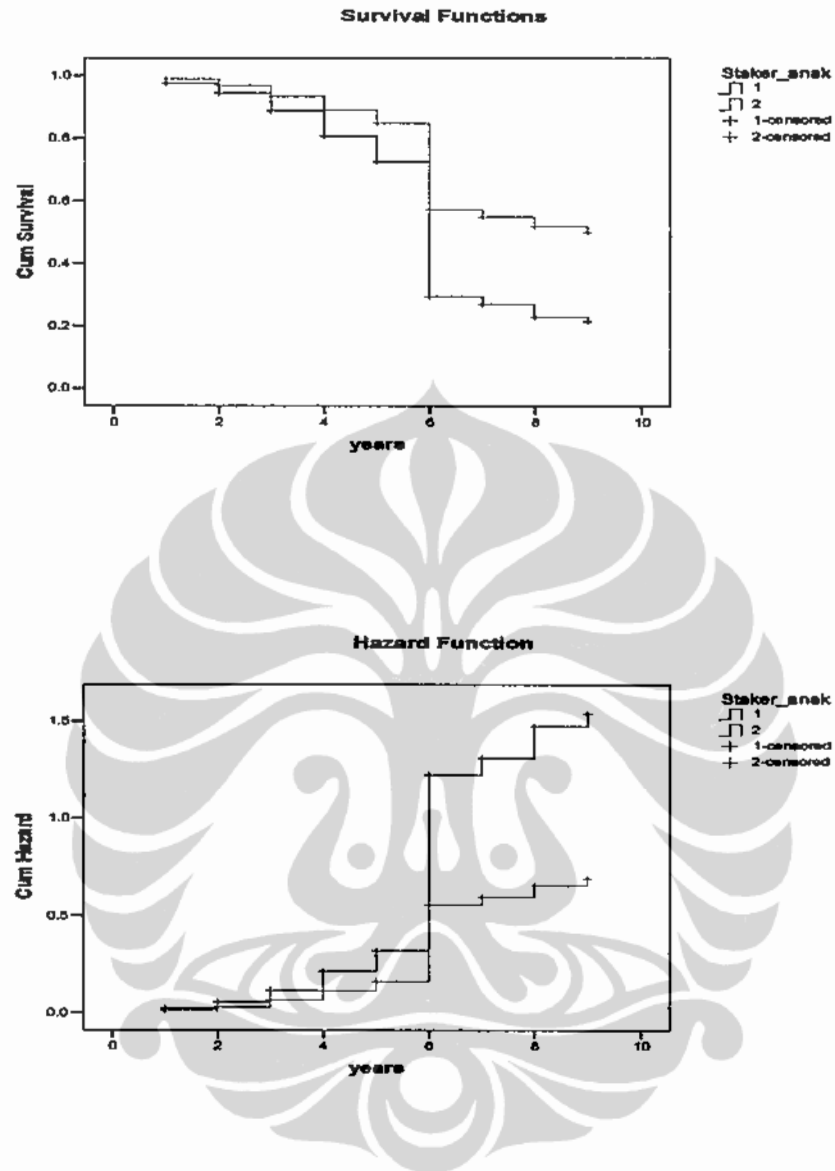 Survival Functions
Cum Survival
1.0
0.8
0.6
0.4
0.2
0.0
0 2 4 6 8 10
years
Staker_anak
1
2
1-censored
2-censored
Hazard Function
Cum Hazard
1.5
1.0
0.5
0.0
0 2 4 6 8 10
years
Staker_anak
1
2
1-censored
2-censored